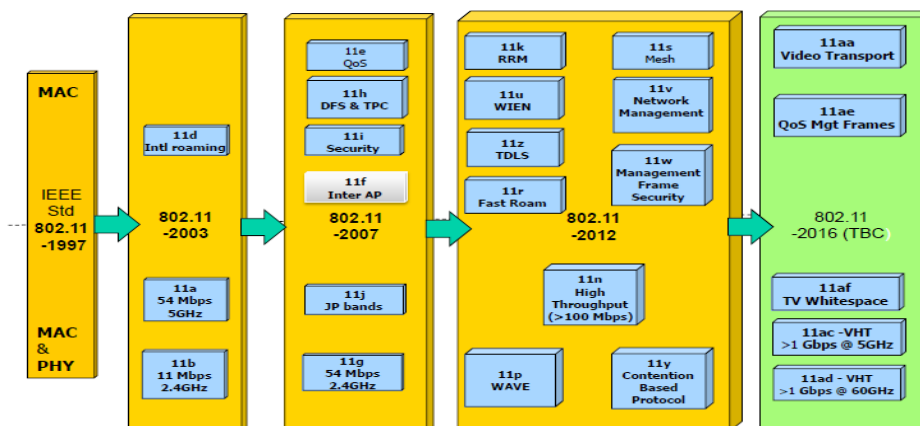 MAC
IEEE
Std
802.11
-1997
MAC
&
PHY
11d
Intl roaming
802.11
-2003
11a
54 Mbps
5GHz
11b
11 Mbps
2.4GHz
11e
QoS
11h
DFS & TPC
11i
Security
11f
Inter AP
802.11
-2007
11j
JP bands
11g
54 Mbps
2.4GHz
11k
RRM
11u
WIEN
11z
TDLS
11r
Fast Roam
11s
Mesh
11v
Network
Management
11w
Management
Frame
Security
802.11
-2012
11n
High
Throughput
(>100 Mbps)
11p
WAVE
11y
Contention
Based
Protocol
11aa
Video Transport
11ae
QoS Mgt Frames
802.11
-2016 (TBC)
11af
TV Whitespace
11ac -VHT
>1 Gbps @ 5GHz
11ad - VHT
>1 Gbps @ 60GHz